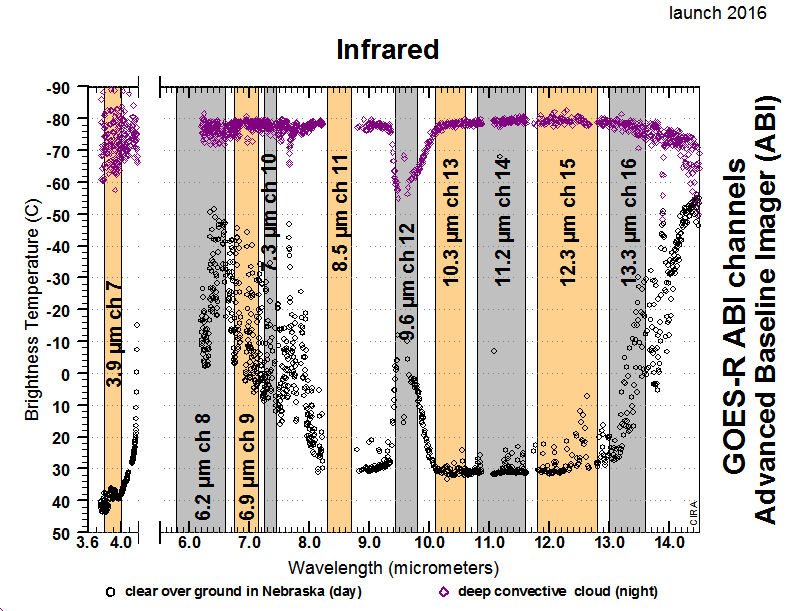 launch 2016
Infrared
Brightness Temperature (C)
-90
-80
-70
-60
-50
-40
-30
-20
-10
0
10
20
30
40
50
3.9 µm ch 7
6.2 µm ch 8
6.9 µm ch 9
7.3 µm ch 10
8.5 µm ch 11
9.6 µm ch 12
10.3 µm ch 13
11.2 µm ch 14
12.3 µm ch 15
13.3 µm ch 16
CIRA
3.6 4.0 6.0 7.0 8.0 9.0 10.0 11.0 12.0 13.0 14.0
Wavelength (micrometers)
clear over ground in Nebraska (day) deep convective cloud (night)
GOES-R ABI channels
Advanced Baseline Imager (ABI)